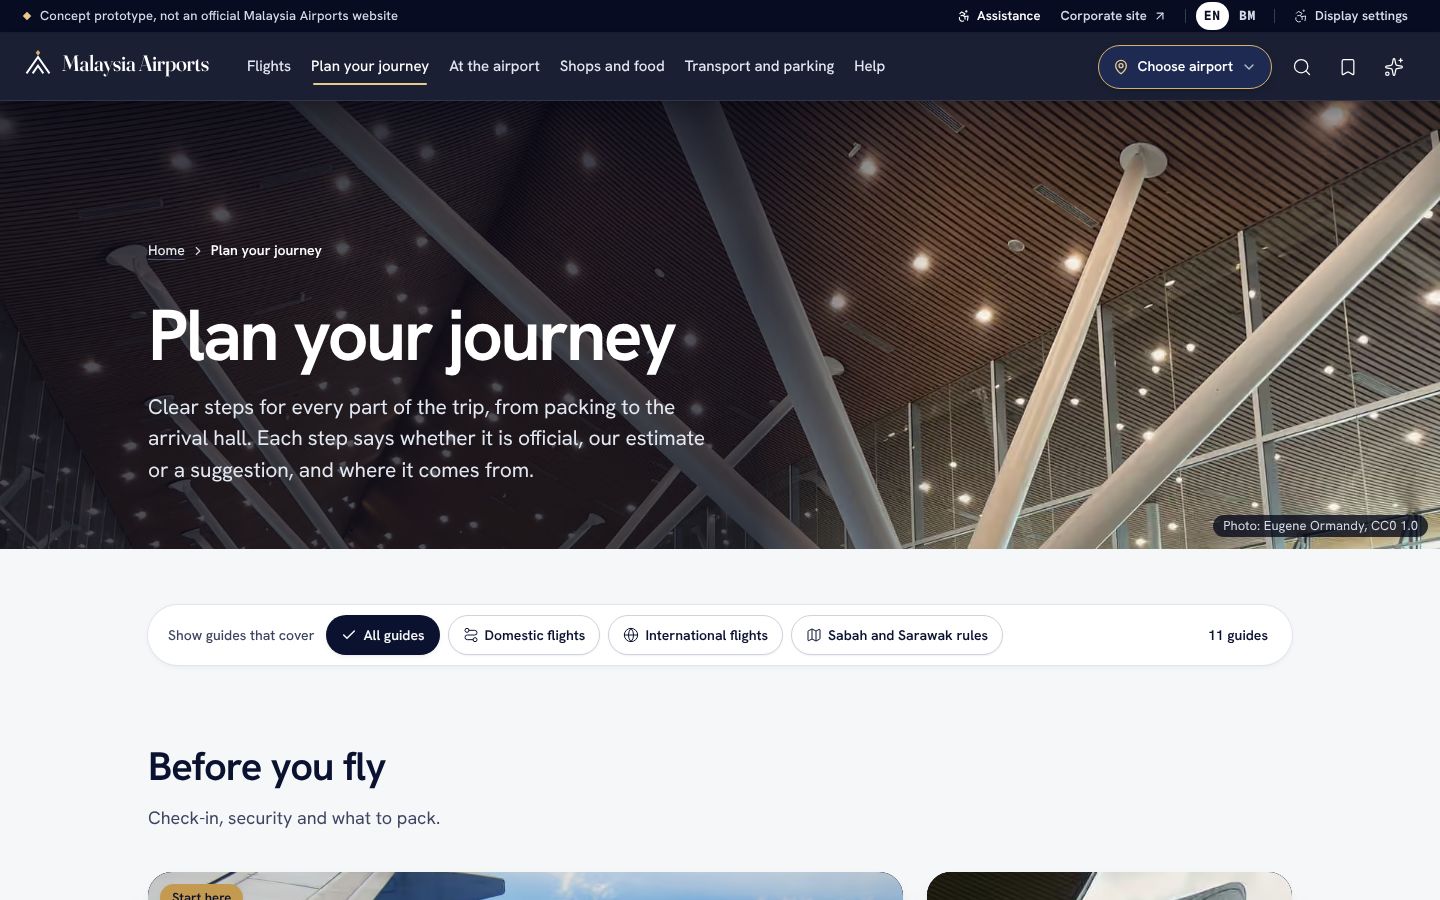 Concept prototype, not an official Malaysia Airports website
Assistance
Corporate site
EN
BM
Display settings
Malaysia Airports
Flights
Plan your journey
At the airport
Shops and food
Transport and parking
Help
Choose airport
Home
Plan your journey
Plan your journey
Clear steps for every part of the trip, from packing to the
arrival hall. Each step says whether it is official, our estimate
or a suggestion, and where it comes from.
Photo: Eugene Ormandy, CC0 1.0
Show guides that cover
All guides
Domestic flights
International flights
Sabah and Sarawak rules
11 guides
Before you fly
Check-in, security and what to pack.
Start here